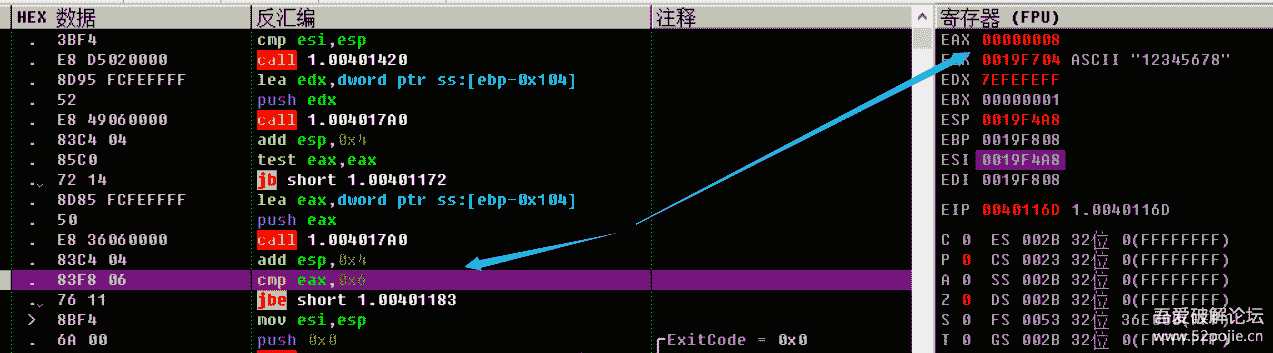 HEX 数据 反汇编 注释 寄存器 (FPU)
. 3BF4 cmp esi,esp EAX 00000008
. E8 D5020000 call 1.00401420 0019F704 ASCII "12345678"
. 8D95 FCFEFFFF lea edx,dword ptr ss:[ebp-0x104] EDX 7EFEFEFF
. 52 push edx EBX 00000001
. E8 49060000 call 1.004017A0 ESP 0019F4A8
. 83C4 04 add esp,0x4 EBP 0019F808
. 85C0 test eax,eax ESI 0019F4A8
. 72 14 jb short 1.00401172 EDI 0019F808
. 8D85 FCFEFFFF lea eax,dword ptr ss:[ebp-0x104]
. 50 push eax EIP 0040116D 1.0040116D
. E8 36060000 call 1.004017A0 C 0 ES 002B 32位 0(FFFFFFFF)
. 83C4 04 add esp,0x4 P 0 CS 0023 32位 0(FFFFFFFF)
. 83F8 06 cmp eax,0x6 A 0 SS 002B 32位 0(FFFFFFFF)
. 76 11 jbe short 1.00401183 Z 0 DS 002B 32位 0(FFFFFFFF)
> 8BF4 mov esi,esp S 0 FS 0053 32位
. 6A 00 push 0x0 ExitCode = 0x0 T 0 GS 002B 32位
吾爱破解论坛
www.52pojie.cn